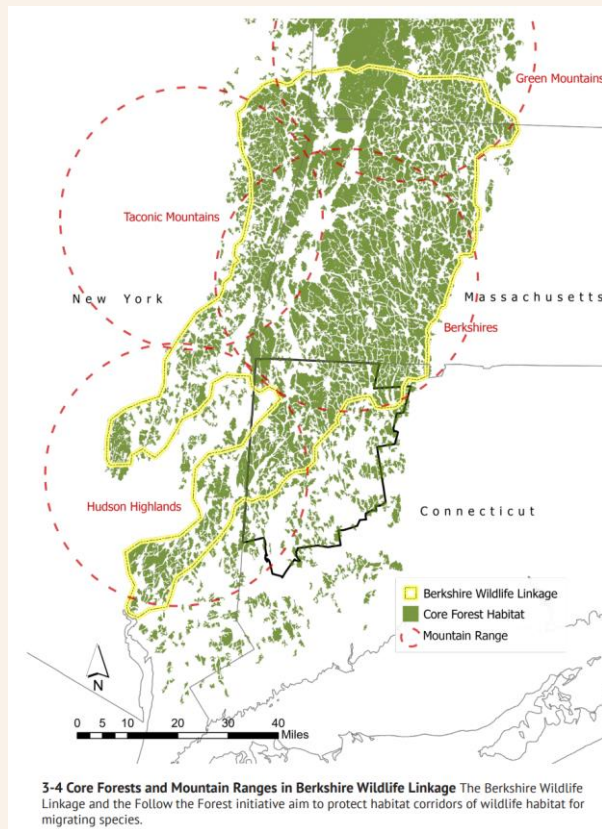 Green Mountains
Taconic Mountains
New York
Massachusetts
Berkshires
Hudson Highlands
Connecticut
Berkshire Wildlife Linkage
Core Forest Habitat
Mountain Range
N
0 5 10 20 30 40
Miles
3-4 Core Forests and Mountain Ranges in Berkshire Wildlife Linkage The Berkshire Wildlife
Linkage and the Follow the Forest initiative aim to protect habitat corridors of wildlife habitat for
migrating species.